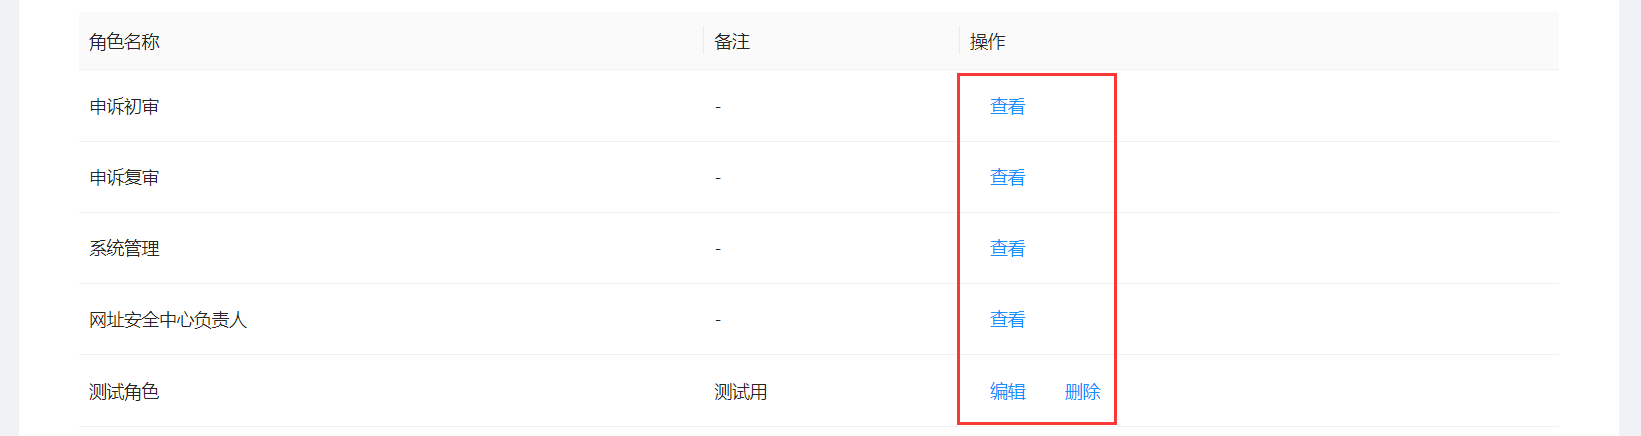 角色名称 备注 操作
申诉初审 - 查看
申诉复审 - 查看
系统管理 - 查看
网址安全中心负责人 - 查看
测试角色 测试用 编辑 删除